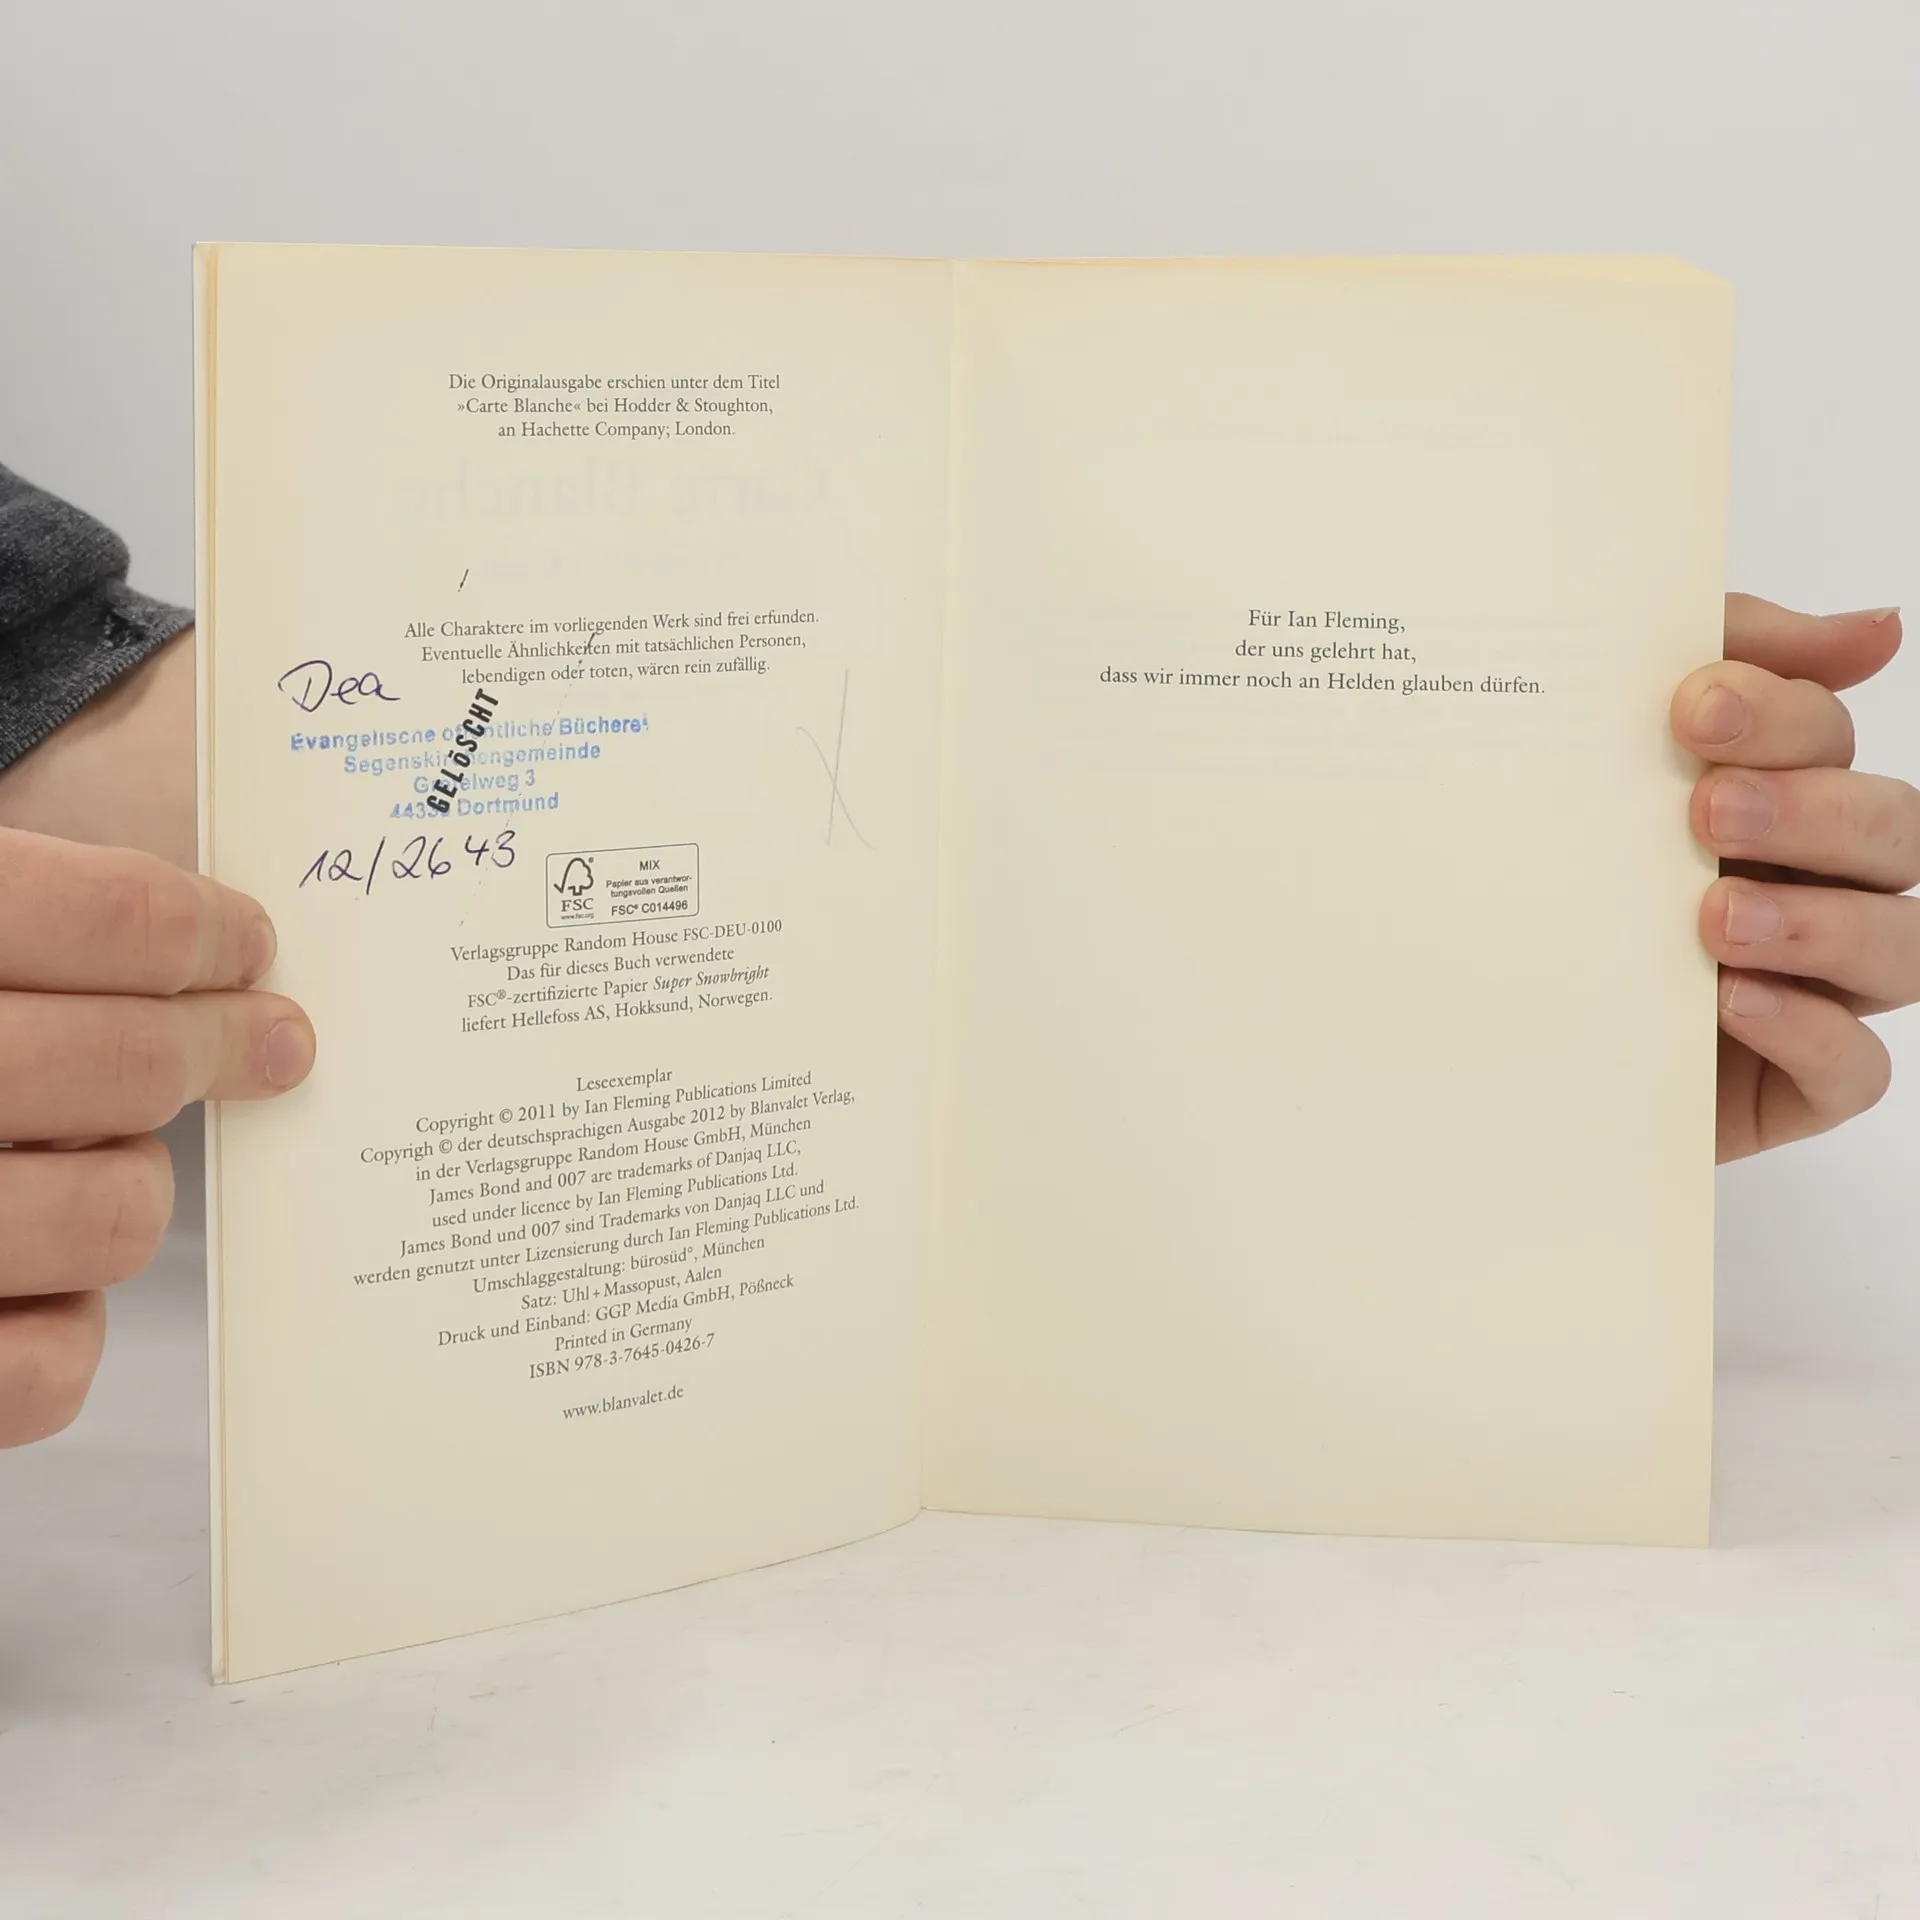 Die Originalausgabe erschien unter dem Titel
»Carte Blanche« bei Hodder & Stoughton,
an Hachette Company; London.
Alle Charaktere im vorliegenden Werk sind frei erfunden.
Eventuelle Ähnlichkeiten mit tatsächlichen Personen,
lebendigen oder toten, wären rein zufällig.
Dea
Evangelische öffentliche Bücherei
Segenskirchengemeinde
GELÖSCHT
3
Dortmund
12/2643
MIX
Papier aus verantwor-
tungsvollen Quellen
FSC® C014496
FSC
www.fsc.org
Verlagsgruppe Random House FSC-DEU-0100
Das für dieses Buch verwendete
FSC®-zertifizierte Papier Super Snowbright
liefert Hellefoss AS, Hokksund, Norwegen.
Leseexemplar
Copyright © 2011 by Ian Fleming Publications Limited
Copyrigh © der deutschsprachigen Ausgabe 2012 by Blanvalet Verlag,
in der Verlagsgruppe Random House GmbH, München
James Bond and 007 are trademarks of Danjaq LLC,
used under licence by Ian Fleming Publications Ltd.
James Bond und 007 sind Trademarks von Danjaq LLC und
werden genutzt unter Lizensierung durch Ian Fleming Publications Ltd.
Umschlaggestaltung: bürosüd°, München
Satz: Uhl + Massopust, Aalen
Druck und Einband: GGP Media GmbH, Pößneck
Printed in Germany
ISBN 978-3-7645-0426-7
www.blanvalet.de
Für Ian Fleming,
der uns gelehrt hat,
dass wir immer noch an Helden glauben dürfen.